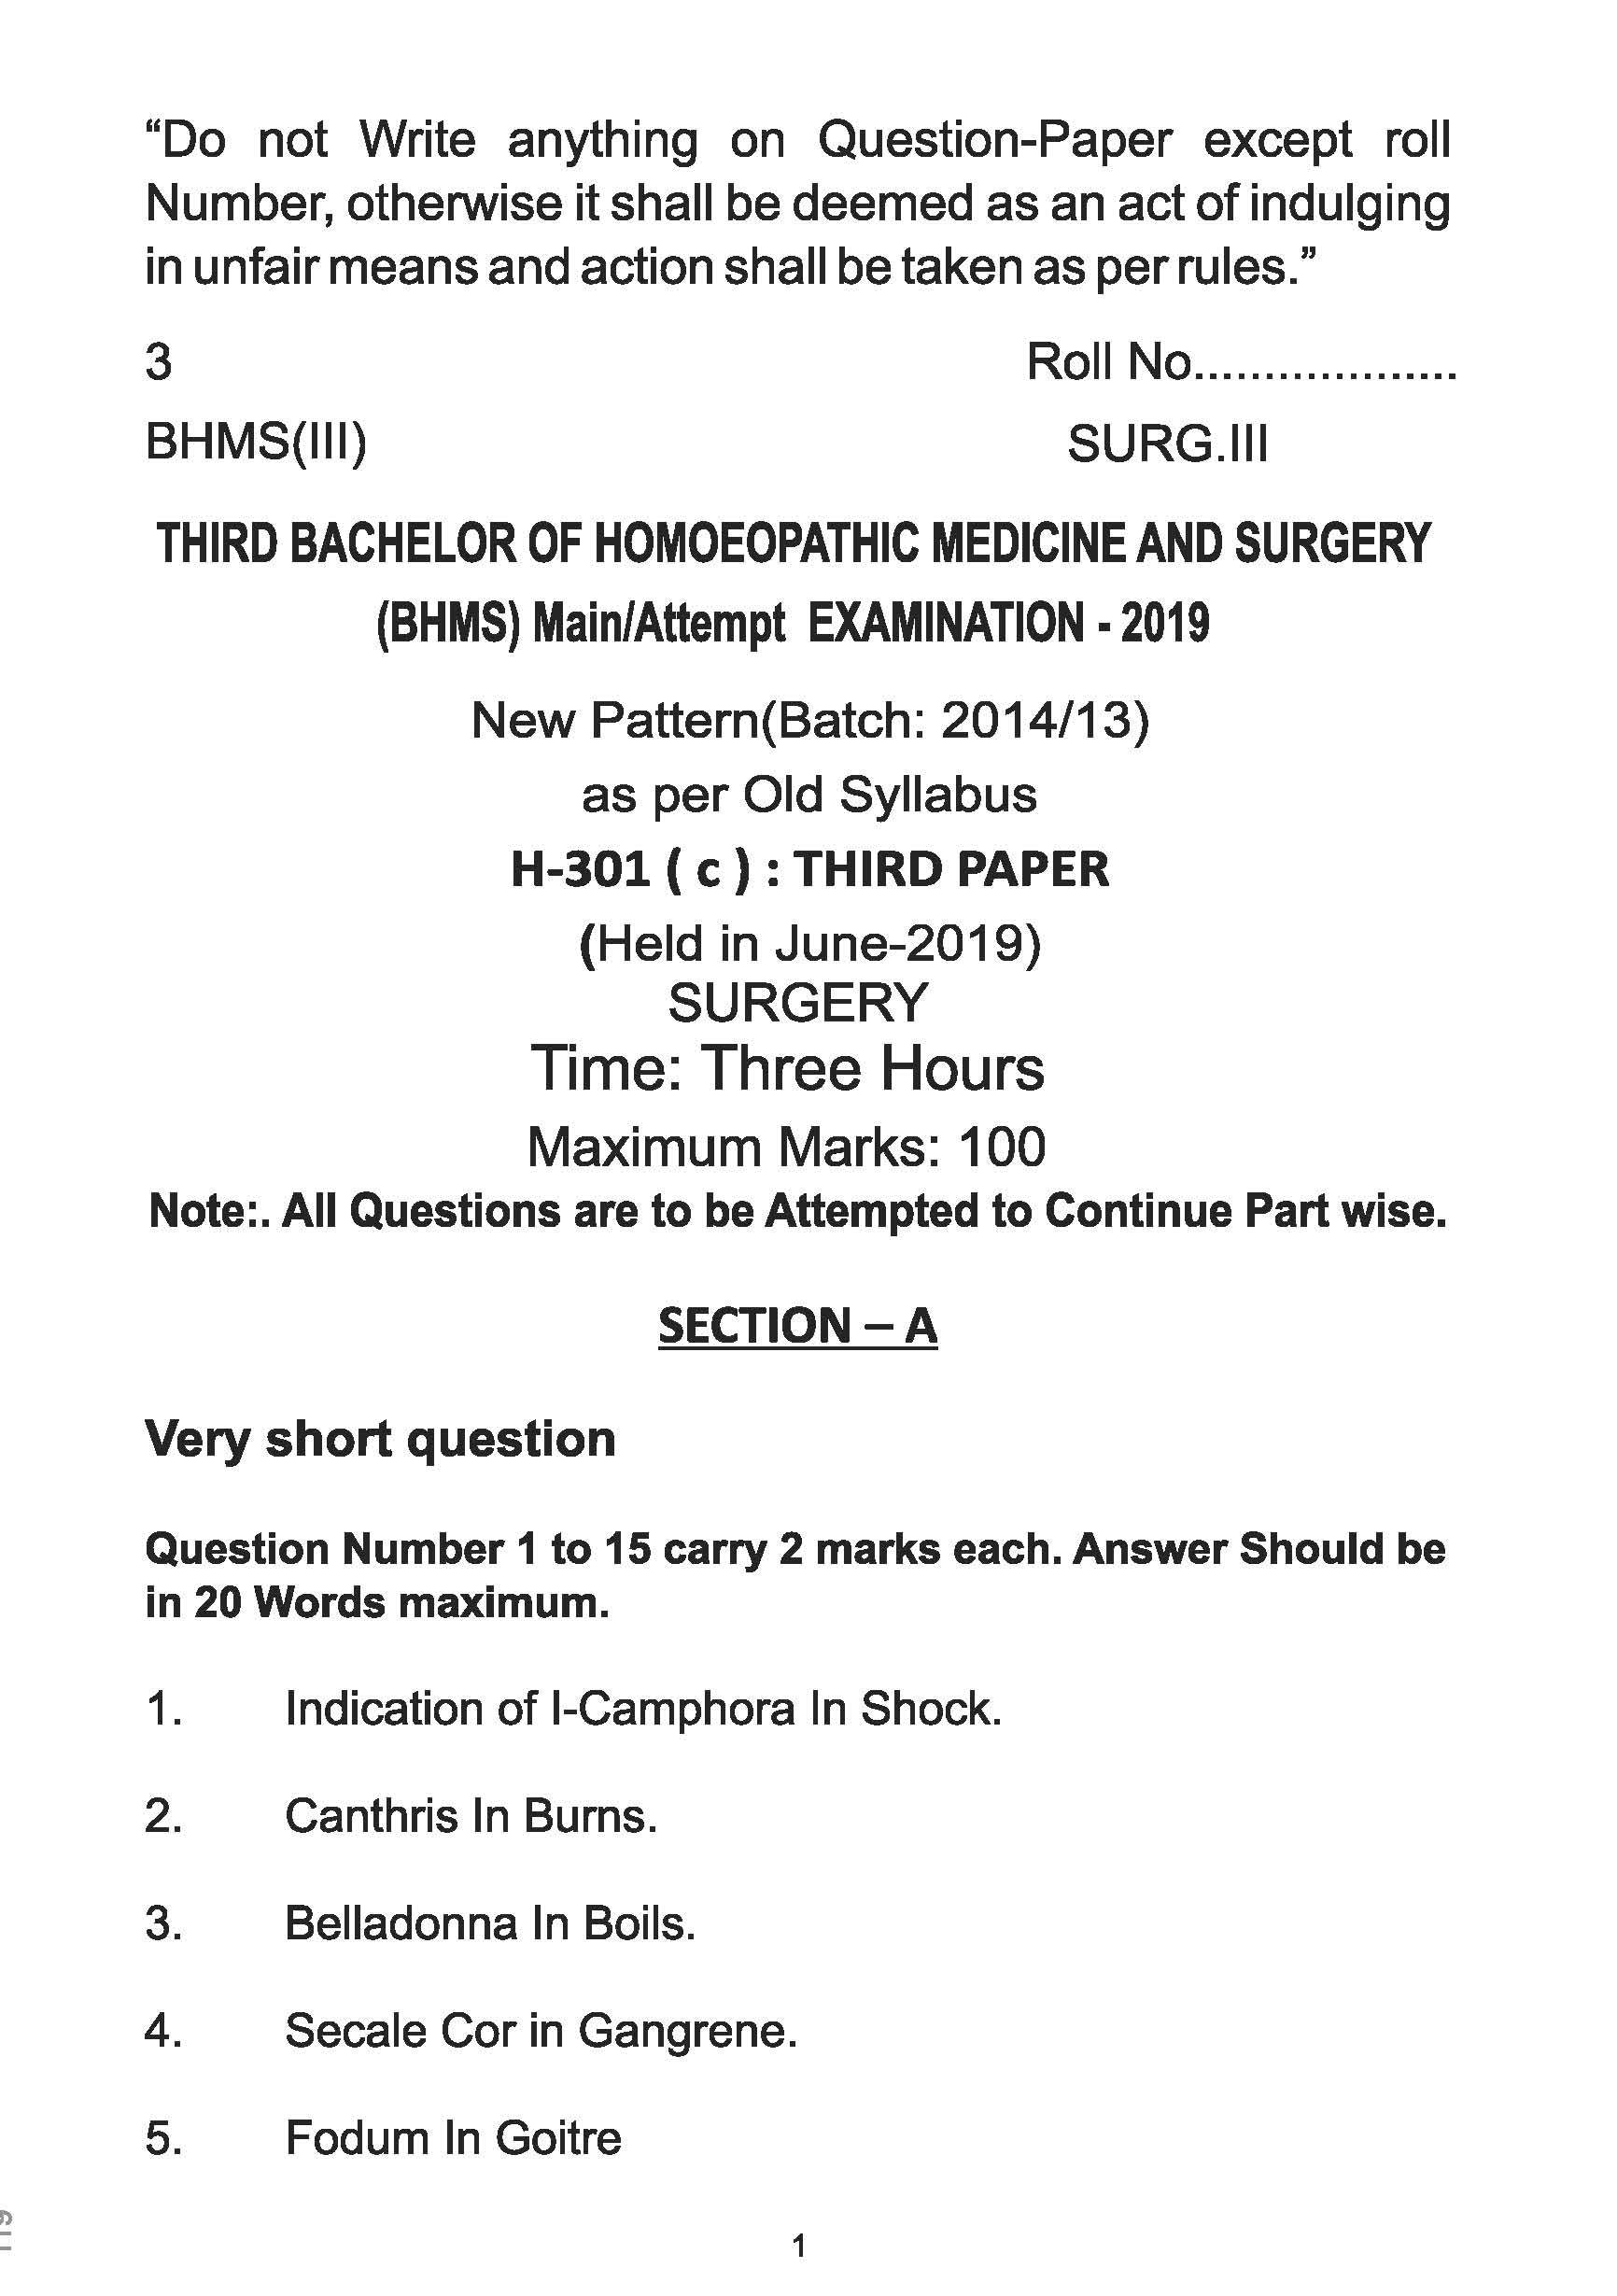 “Do not Write anything on Question-Paper except roll
Number, otherwise it shall be deemed as an act of indulging
in unfair means and action shall be taken as per rules.”
3 Roll No...................
BHMS(III) SURG.III
THIRD BACHELOR OF HOMOEOPATHIC MEDICINE AND SURGERY
(BHMS) Main/Attempt EXAMINATION - 2019
New Pattern(Batch: 2014/13)
as per Old Syllabus
H-301 ( c ) : THIRD PAPER
(Held in June-2019)
SURGERY
Time: Three Hours
Maximum Marks: 100
Note:. All Questions are to be Attempted to Continue Part wise.
SECTION – A
Very short question
Question Number 1 to 15 carry 2 marks each. Answer Should be
in 20 Words maximum.
1. Indication of I-Camphora In Shock.
2. Canthris In Burns.
3. Belladonna In Boils.
4. Secale Cor in Gangrene.
5. Fodum In Goitre
1